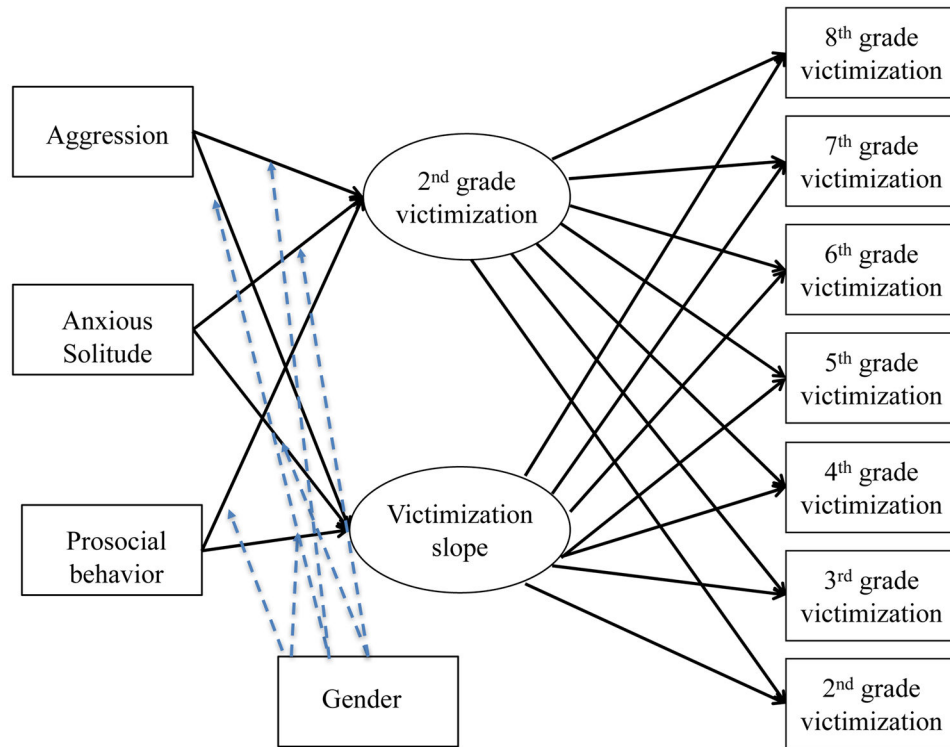 Aggression
Anxious
Solitude
Prosocial
behavior
Gender
2nd grade
victimization
Victimization
slope
8th grade
victimization
7th grade
victimization
6th grade
victimization
5th grade
victimization
4th grade
victimization
3rd grade
victimization
2nd grade
victimization